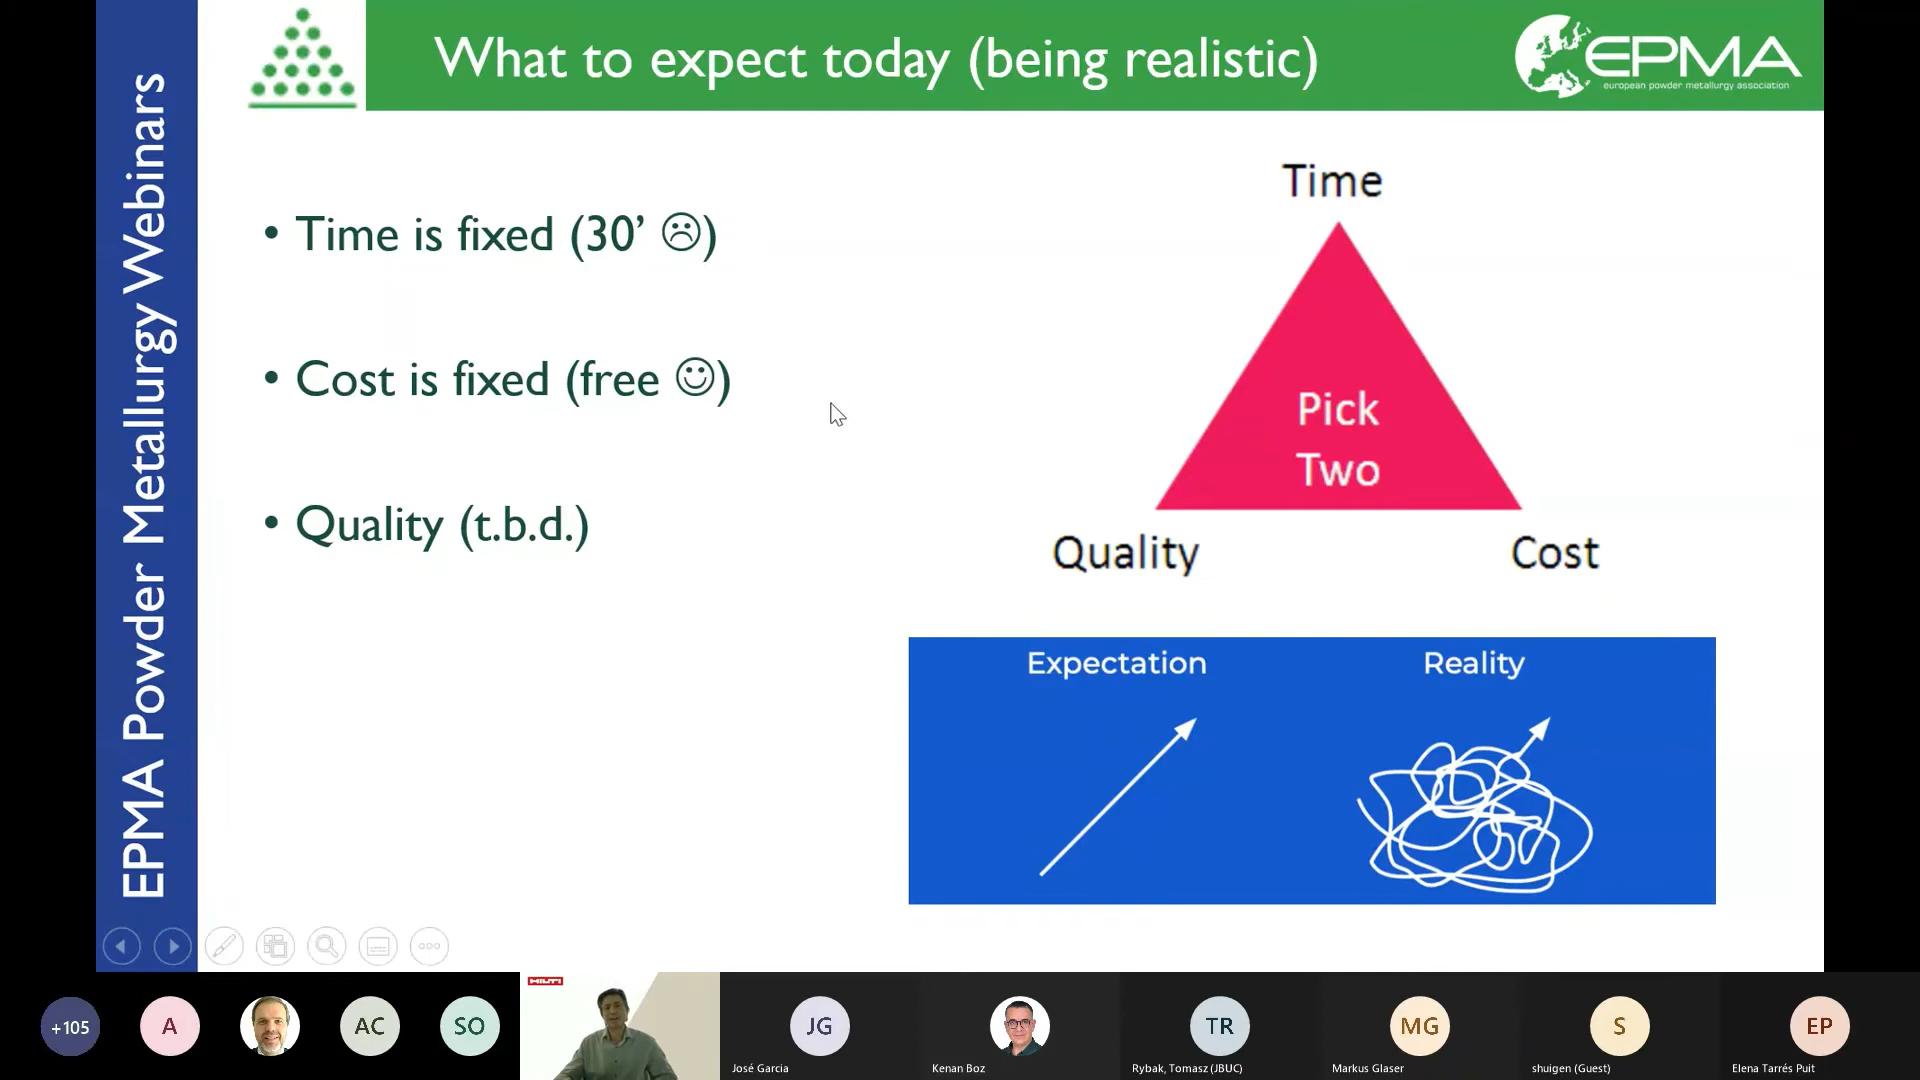 EPMA Powder Metallurgy Webinars
What to expect today (being realistic)
EPMA
european powder metallurgy association
• Time is fixed (30’ ☹)
• Cost is fixed (free ☺)
• Quality (t.b.d.)
Time
Pick
Two
Quality
Cost
Expectation
Reality
+105
A
AC
SO
HILTI
JG
José Garcia
Kenan Boz
TR
Rybak, Tomasz (JBUC)
MG
Markus Glaser
S
shuigen (Guest)
EP
Elena Tarrés Puit